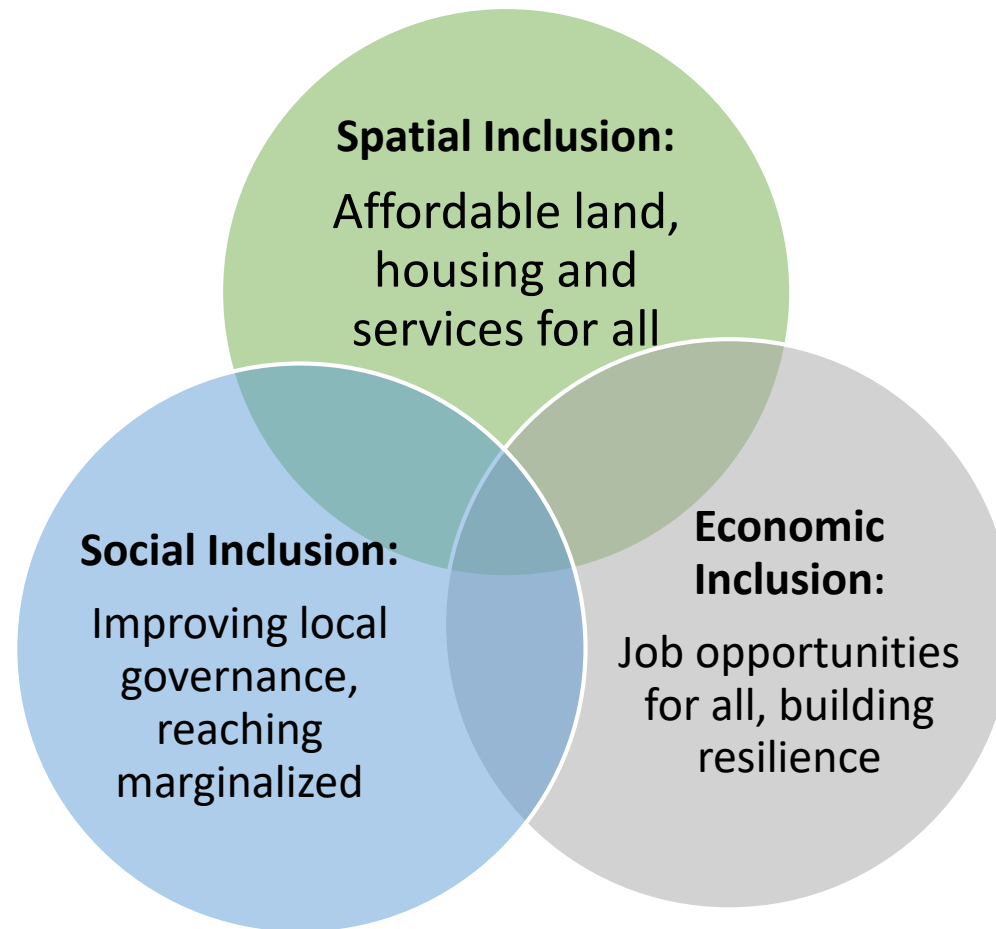 Spatial Inclusion:
Affordable land,
housing and
services for all
Social Inclusion:
Improving local
governance,
reaching
marginalized
Economic
Inclusion:
Job opportunities
for all, building
resilience